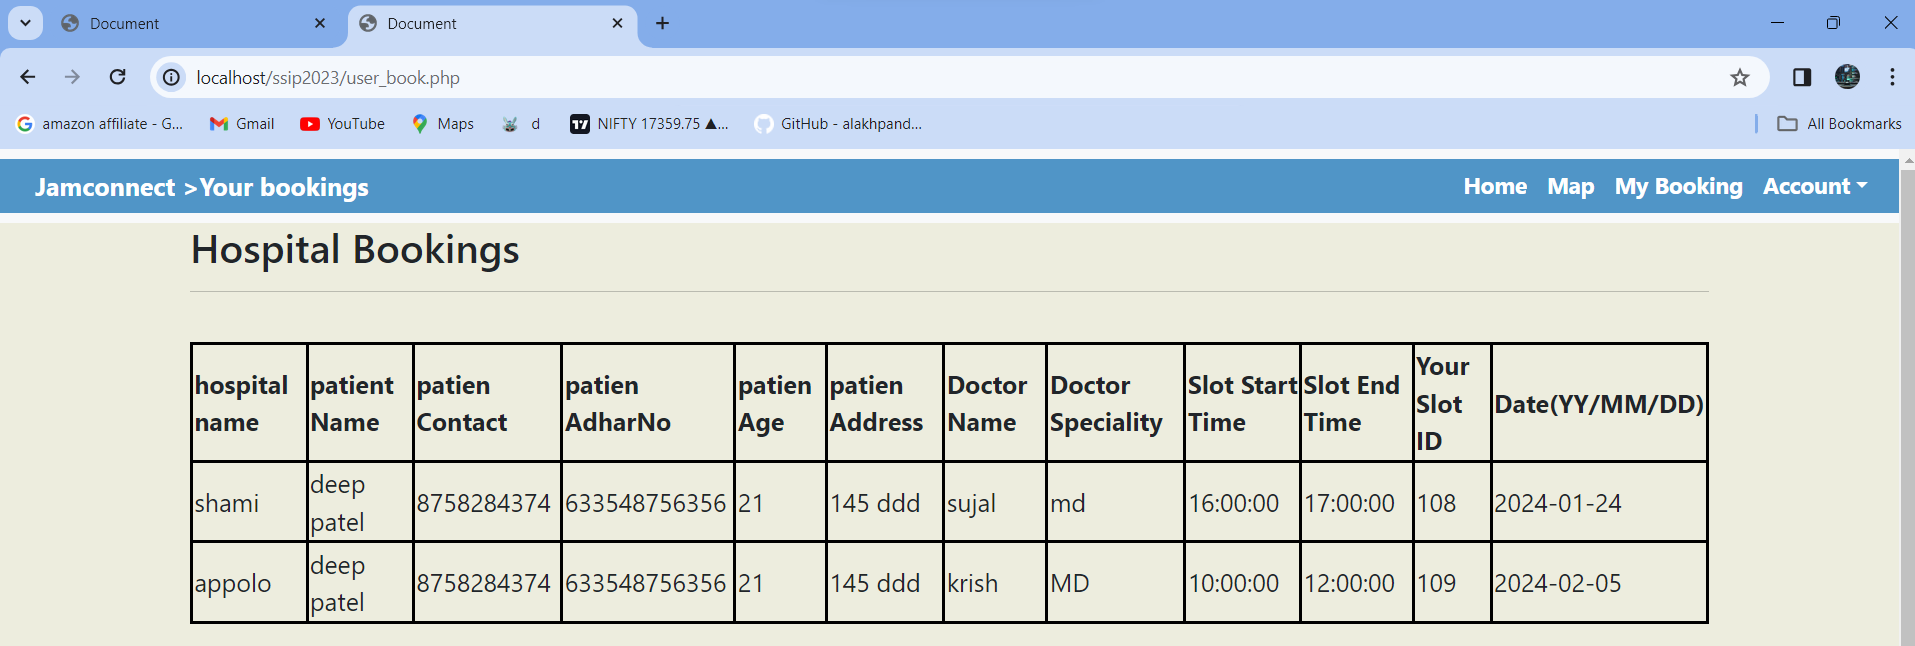 Document
Document
localhost/ssip2023/user_book.php
amazon affiliate - G...
Gmail
YouTube
Maps
d
NIFTY 17359.75 ▲...
GitHub - alakhpand...
All Bookmarks
Jamconnect >Your bookings
Home Map My Booking Account
Hospital Bookings
hospital name
patient Name
patien Contact
patien AdharNo
patien Age
patien Address
Doctor Name
Doctor Speciality
Slot Start Time
Slot End Time
Your Slot ID
Date(YY/MM/DD)
shami
deep patel
8758284374
633548756356
21
145 ddd
sujal
md
16:00:00
17:00:00
108
2024-01-24
appolo
deep patel
8758284374
633548756356
21
145 ddd
krish
MD
10:00:00
12:00:00
109
2024-02-05